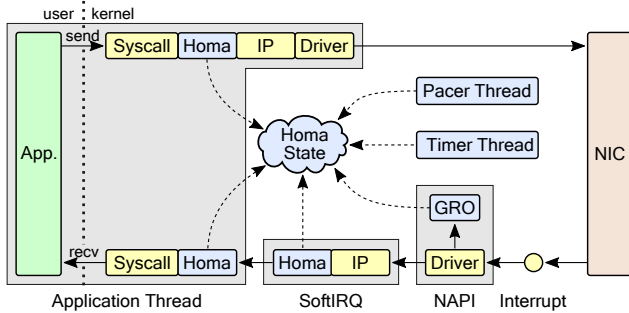 user kernel
send
Syscall Homa IP Driver
Pacer Thread
Homa
State
Timer Thread
App.
NIC
GRO
recv
Syscall Homa Homa IP Driver
Application Thread SoftIRQ NAPI Interrupt